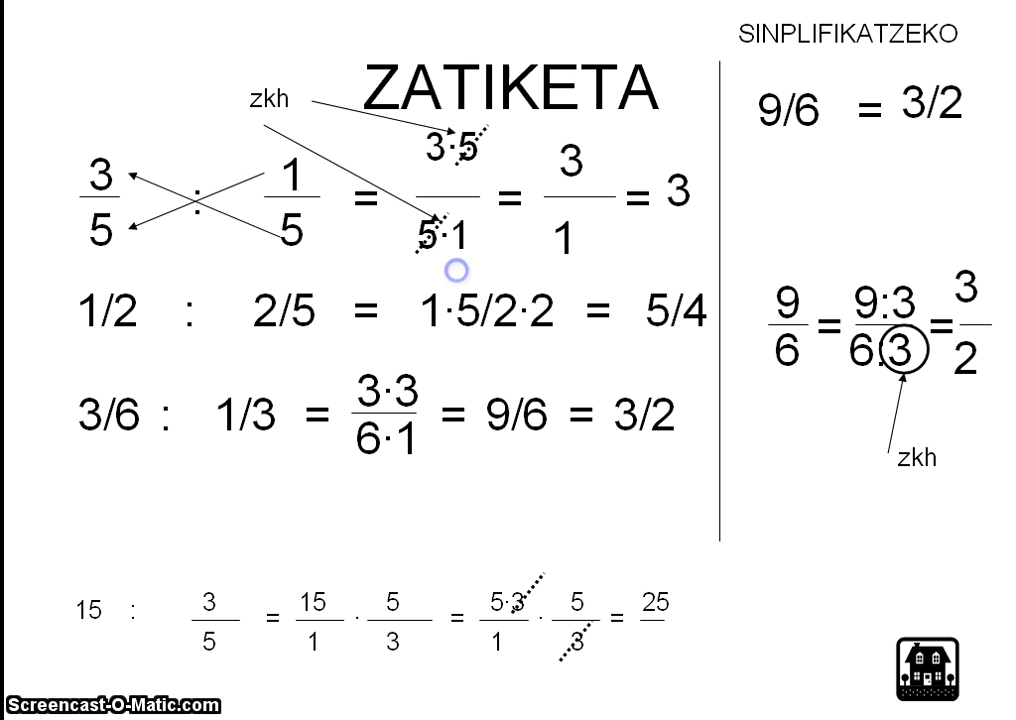 SINPLIFIKATZEKO
ZATIKETA
zkh
9/6 = 3/2
3/5 : 1/5 = 3·5/5·1 = 3/1 = 3
1/2 : 2/5 = 1·5/2·2 = 5/4
9/6 = 9:3/6:3 = 3/2
zkh
3/6 : 1/3 = 3·3/6·1 = 9/6 = 3/2
15 : 3/5 = 15/1 · 5/3 = 5·3/1 · 5/3 = 25
Screencast-O-Matic.com